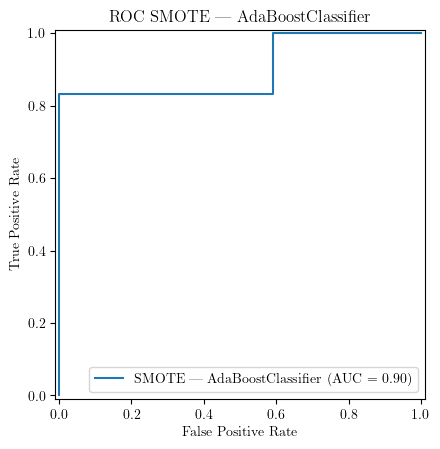 ROC SMOTE — AdaBoostClassifier
1.0
0.8
0.6
0.4
0.2
0.0
True Positive Rate
SMOTE — AdaBoostClassifier (AUC = 0.90)
0.0 0.2 0.4 0.6 0.8 1.0
False Positive Rate